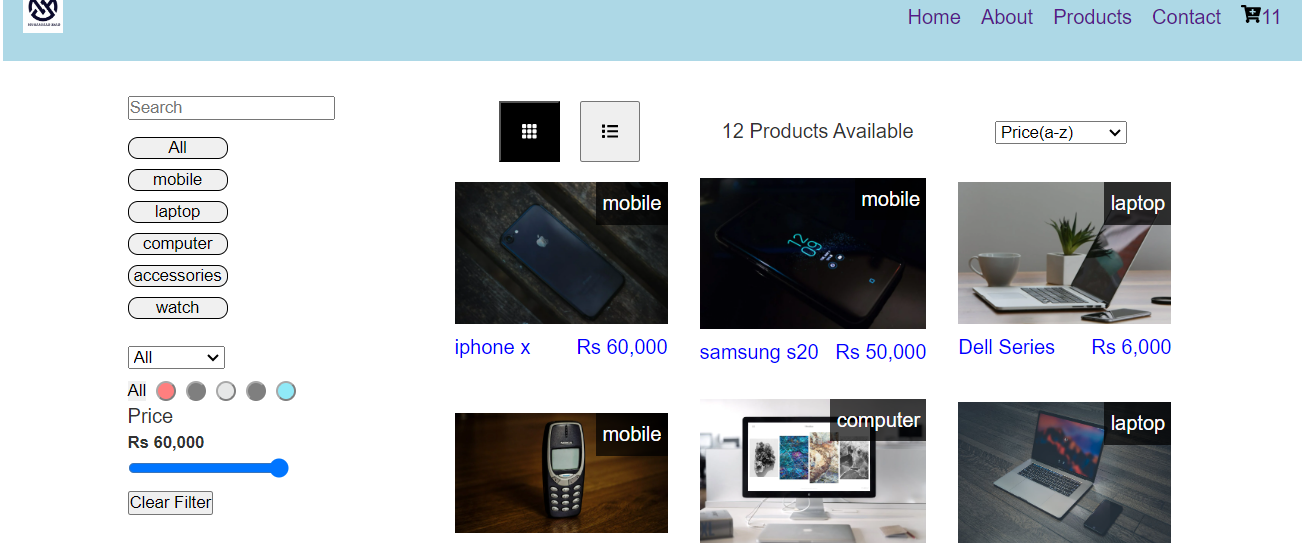 Home About Products Contact 11
Search
All
mobile
laptop
computer
accessories
watch
All
All
Price
Rs 60,000
Clear Filter
12 Products Available
Price(a-z)
mobile
mobile
laptop
12
09
iphone x Rs 60,000
samsung s20 Rs 50,000
Dell Series Rs 6,000
mobile
computer
laptop